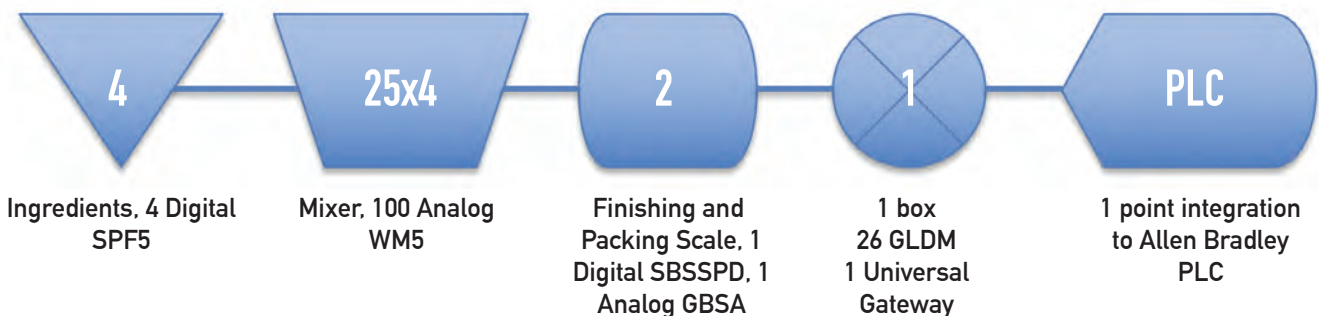 4
25x4
2
1
PLC
Ingredients, 4 Digital
SPF5
Mixer, 100 Analog
WM5
Finishing and
Packing Scale, 1
Digital SBSSPD, 1
Analog GBSA
1 box
26 GLDM
1 Universal
Gateway
1 point integration
to Allen Bradley
PLC